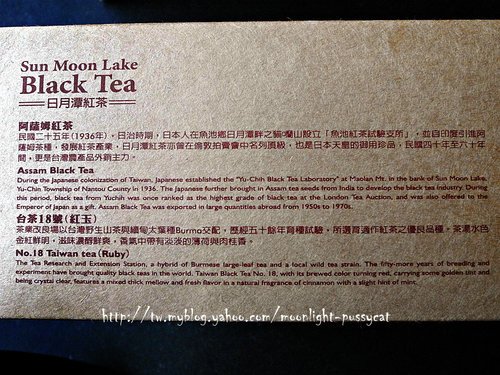 Sun Moon Lake
Black Tea
日月潭紅茶
阿薩姆紅茶
民國二十五年(1936年)，日治時期，日本人在魚池鄉日月潭畔之貓囒山設立「魚池紅茶試驗支所」，並自印度引進阿
薩姆茶種，發展紅茶產業，日月潭紅茶亦曾在倫敦拍賣會中名列頂級，也是日本天皇的御用珍品，民國四十年至六十年
間，更是台灣農產品外銷主力。
Assam Black Tea
During the Japanese colonization of Taiwan, Japanese established the "Yu-Chih Black Tea Laboratory" at Maolan Mt. in the bank of Sun Moon Lake,
Yu-Chin Township of Nantou County in 1936. The Japanese further brought in Assam tea seeds from India to develop the black tea industry. During
this period, black tea from Yuchih was once ranked as the highest grade of black tea at the London Tea Auction, and was also offered to the
Emperor of Japan as a gift. Assam Black Tea was exported in large quantities abroad from 1950s to 1970s.
台茶18號(紅玉)
茶業改良場以台灣野生山茶與緬甸大葉種Burma交配，歷經五十餘年育種試驗，所選育適作紅茶之優良品種，茶湯水色
金紅鮮明，滋味濃醇鮮爽，香氣中帶有淡淡的薄荷與肉桂香。
No.18 Taiwan tea (Ruby)
The Tea Research and Extension Station, a hybrid of Burmese large-leaf tea and a local wild tea strain. The fifty-more years of breeding and
experiment have brought quality black teas in the world. Taiwan Black Tea No. 18, with its brewed color turning red, carrying some golden tint and
being crystal clear, features a mixed thick mellow and fresh flavor in a natural fragrance of cinnamon with a slight hint of mint.
http://tw.myblog.yahoo.com/moonlight-pussycat